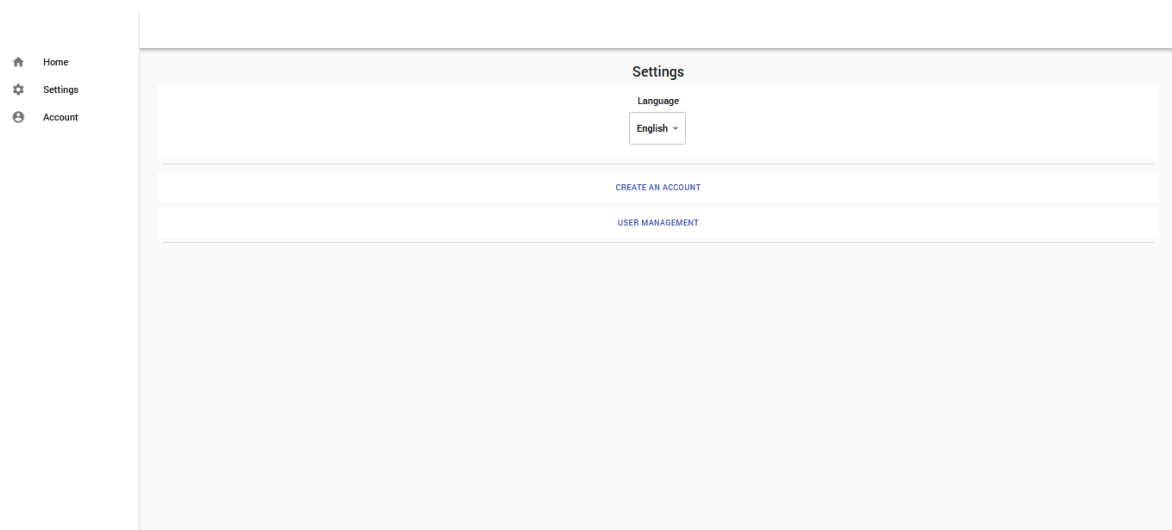 Home
Settings
Account
Settings
Language
English
CREATE AN ACCOUNT
USER MANAGEMENT